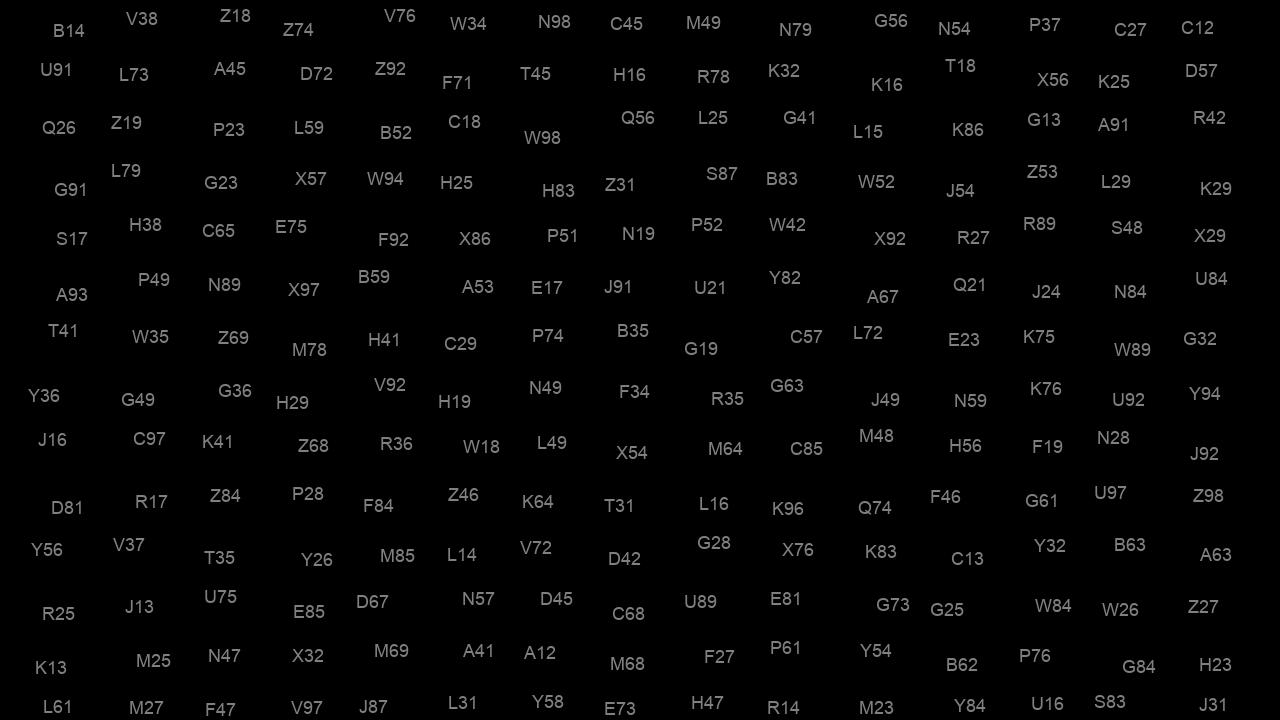 B14 V38 Z18 Z74 V76 W34 N98 C45 M49 N79 G56 N54 P37 C27 C12
U91 L73 A45 D72 Z92 F71 T45 H16 R78 K32 K16 T18 X56 K25 D57
Q26 Z19 P23 L59 B52 C18 W98 Q56 L25 G41 L15 K86 G13 A91 R42
G91 L79 G23 X57 W94 H25 H83 Z31 S87 B83 W52 J54 Z53 L29 K29
S17 H38 C65 E75 F92 X86 P51 N19 P52 W42 X92 R27 R89 S48 X29
A93 P49 N89 X97 B59 A53 E17 J91 U21 Y82 A67 Q21 J24 N84 U84
T41 W35 Z69 M78 H41 C29 P74 B35 G19 C57 L72 E23 K75 W89 G32
Y36 G49 G36 H29 V92 H19 N49 F34 R35 G63 J49 N59 K76 U92 Y94
J16 C97 K41 Z68 R36 W18 L49 X54 M64 C85 M48 H56 F19 N28 J92
D81 R17 Z84 P28 F84 Z46 K64 T31 L16 K96 Q74 F46 G61 U97 Z98
Y56 V37 T35 Y26 M85 L14 V72 D42 G28 X76 K83 C13 Y32 B63 A63
R25 J13 U75 E85 D67 N57 D45 C68 U89 E81 G73 G25 W84 W26 Z27
K13 M25 N47 X32 M69 A41 A12 M68 F27 P61 Y54 B62 P76 G84 H23
L61 M27 F47 V97 J87 L31 Y58 E73 H47 R14 M23 Y84 U16 S83 J31